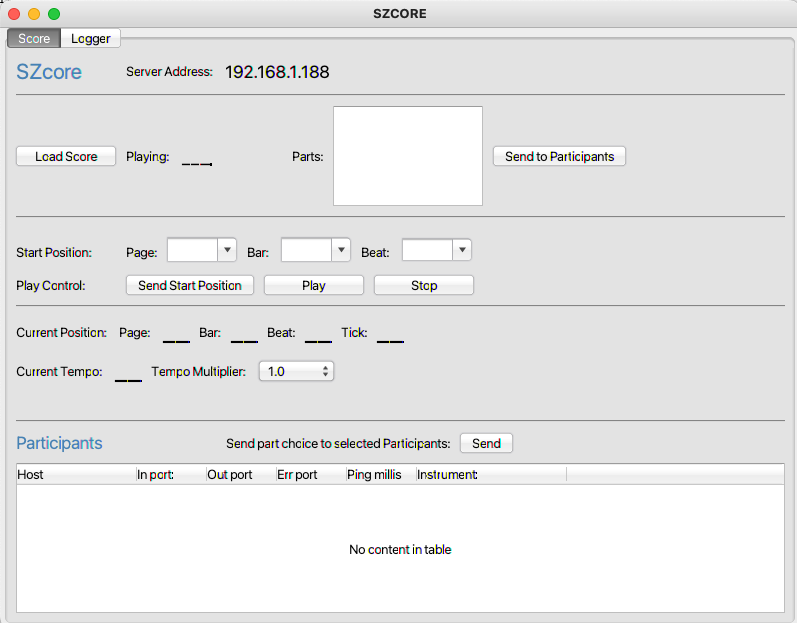 SZCORE
Score Logger
SZcore Server Address: 192.168.1.188
Load Score Playing: ___ Parts: Send to Participants
Start Position: Page: Bar: Beat:
Play Control: Send Start Position Play Stop
Current Position: Page: __ Bar: __ Beat: __ Tick: __
Current Tempo: __ Tempo Multiplier: 1.0
Participants Send part choice to selected Participants: Send
Host In port: Out port Err port Ping millis Instrument:
No content in table